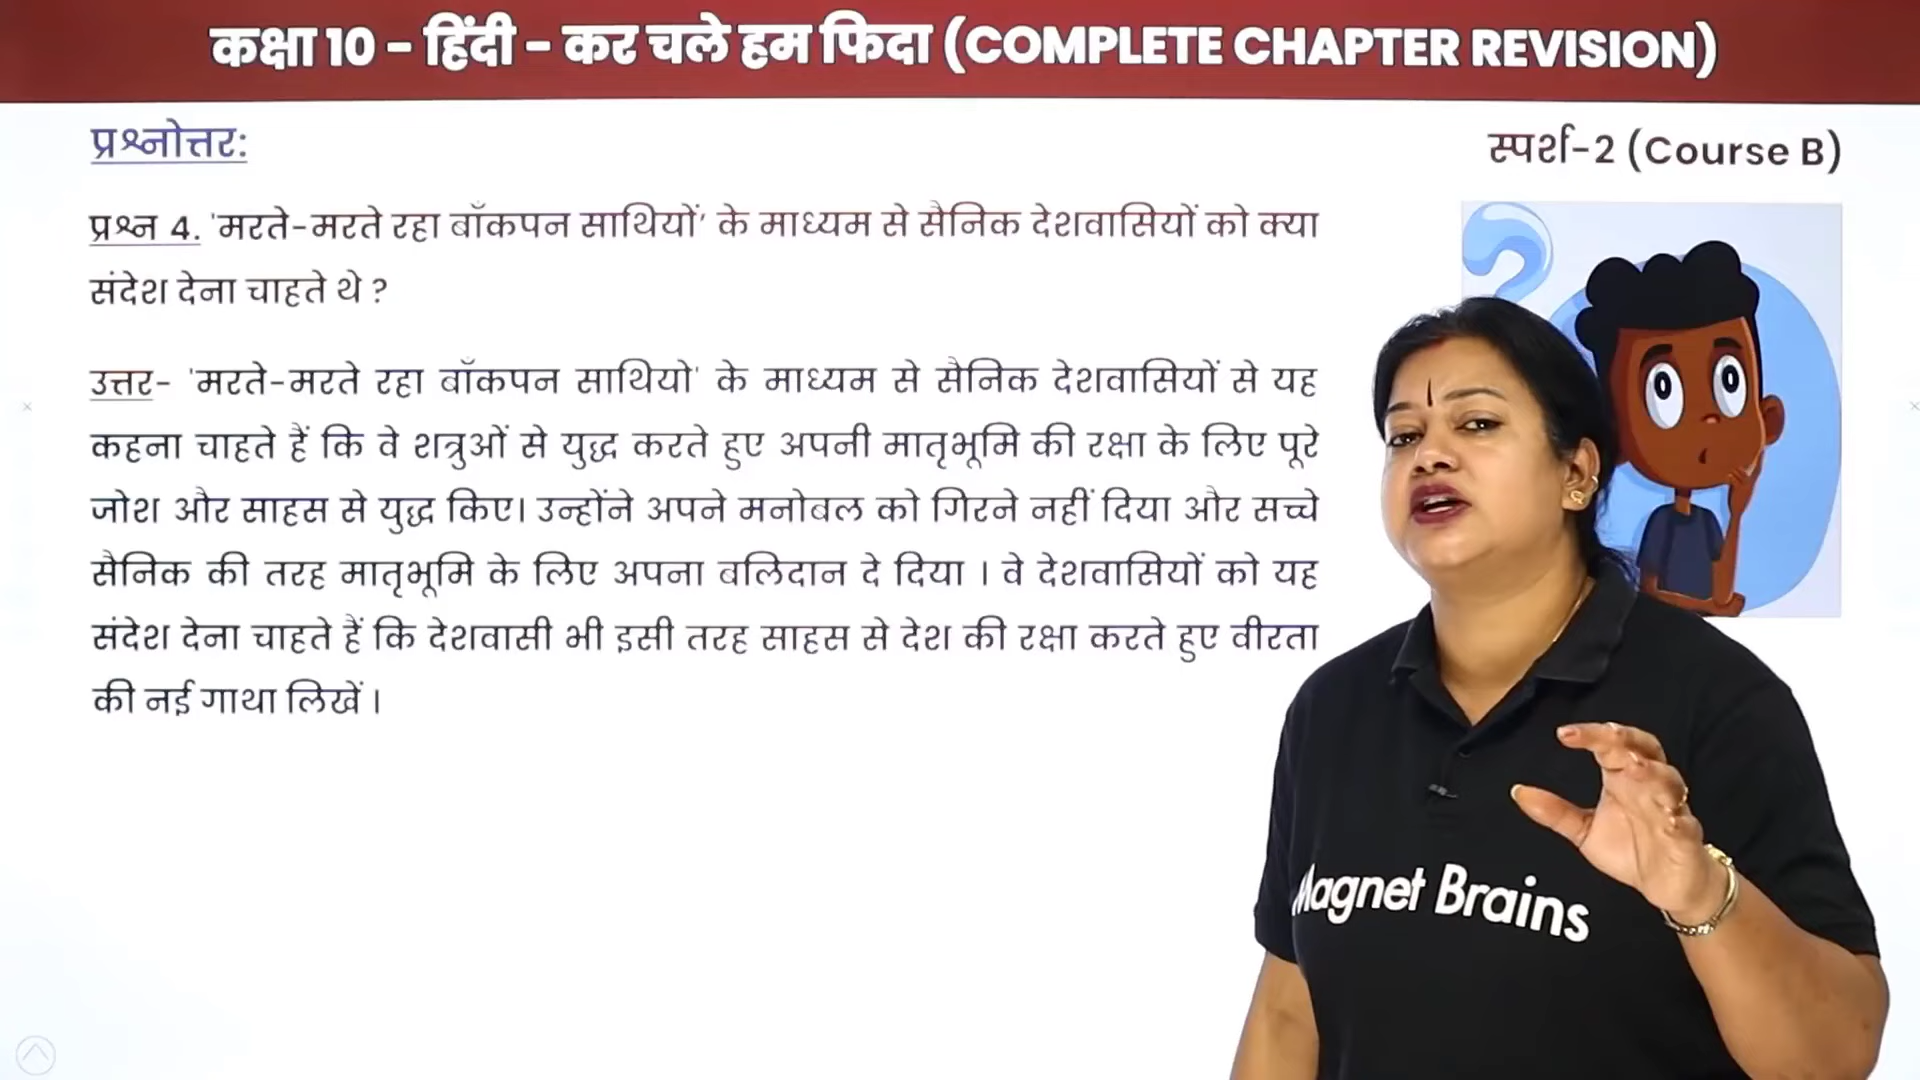 कक्षा 10 – हिंदी – कर चले हम फिदा (COMPLETE CHAPTER REVISION)
प्रश्नोत्तर:
स्पर्श-2 (Course B)
प्रश्न 4. 'मरते-मरते रहा बाँकपन साथियों' के माध्यम से सैनिक देशवासियों को क्या
संदेश देना चाहते थे ?
उत्तर- 'मरते-मरते रहा बाँकपन साथियो' के माध्यम से सैनिक देशवासियों से यह
कहना चाहते हैं कि वे शत्रुओं से युद्ध करते हुए अपनी मातृभूमि की रक्षा के लिए पूरे
जोश और साहस से युद्ध किए। उन्होंने अपने मनोबल को गिरने नहीं दिया और सच्चे
सैनिक की तरह मातृभूमि के लिए अपना बलिदान दे दिया । वे देशवासियों को यह
संदेश देना चाहते हैं कि देशवासी भी इसी तरह साहस से देश की रक्षा करते हुए वीरता
की नई गाथा लिखें ।
Magnet Brains